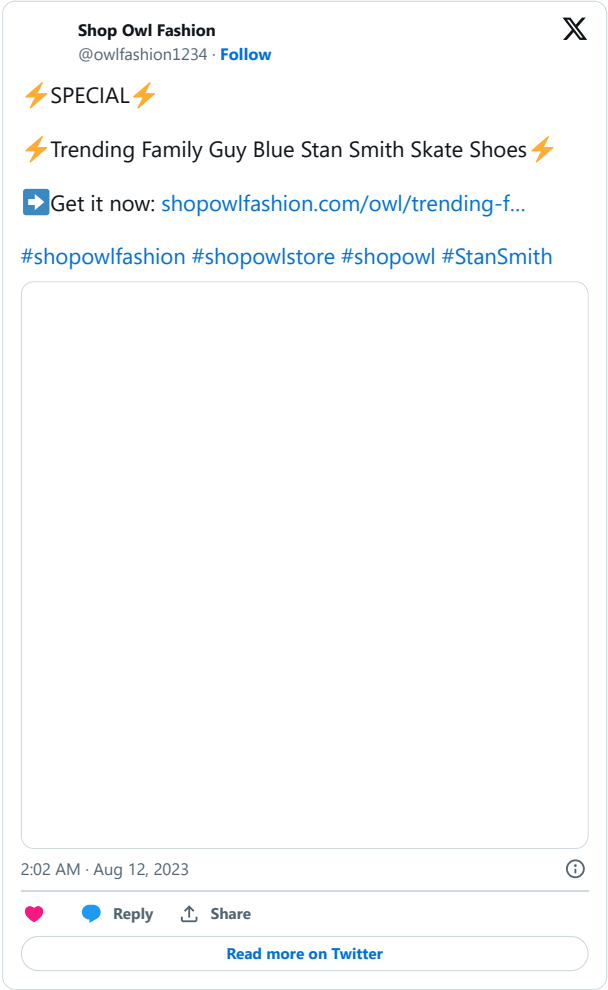 Shop Owl Fashion
@owlfashion1234 · Follow
⚡SPECIAL⚡
⚡Trending Family Guy Blue Stan Smith Skate Shoes⚡
➡Get it now: shopowlfashion.com/owl/trending-f...
#shopowlfashion #shopowlstore #shopowl #StanSmith
2:02 AM · Aug 12, 2023
Reply Share
Read more on Twitter